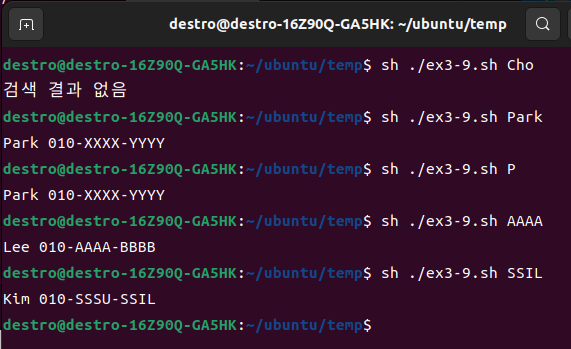 destro@destro-16Z90Q-GA5HK: ~/ubuntu/temp
destro@destro-16Z90Q-GA5HK:~/ubuntu/temp$ sh ./ex3-9.sh Cho
검색 결과 없음
destro@destro-16Z90Q-GA5HK:~/ubuntu/temp$ sh ./ex3-9.sh Park
Park 010-XXXX-YYYY
destro@destro-16Z90Q-GA5HK:~/ubuntu/temp$ sh ./ex3-9.sh P
Park 010-XXXX-YYYY
destro@destro-16Z90Q-GA5HK:~/ubuntu/temp$ sh ./ex3-9.sh AAAA
Lee 010-AAAA-BBBB
destro@destro-16Z90Q-GA5HK:~/ubuntu/temp$ sh ./ex3-9.sh SSIL
Kim 010-SSSU-SSIL
destro@destro-16Z90Q-GA5HK:~/ubuntu/temp$